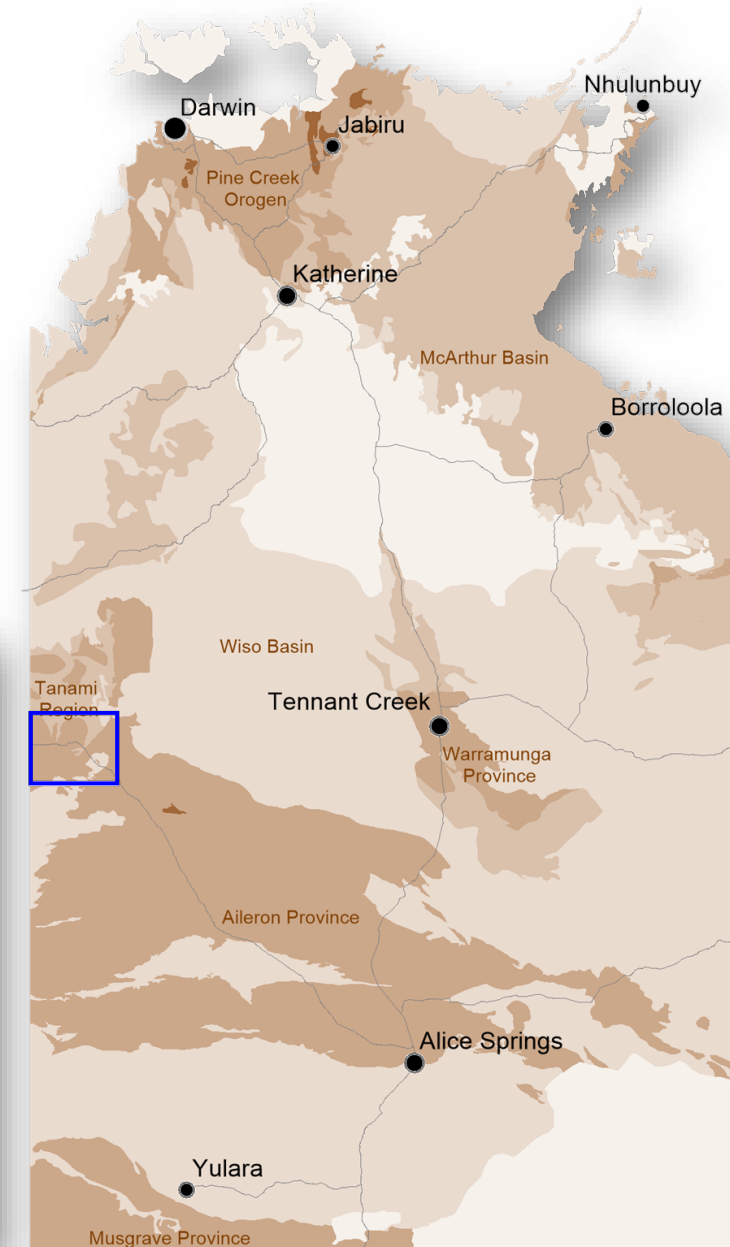 Nhulunbuy
Darwin
Jabiru
Pine Creek
Orogen
Katherine
McArthur Basin
Borroloola
Wiso Basin
Tanami
Region
Tennant Creek
Warramunga
Province
Aileron Province
Alice Springs
Yulara
Musgrave Province